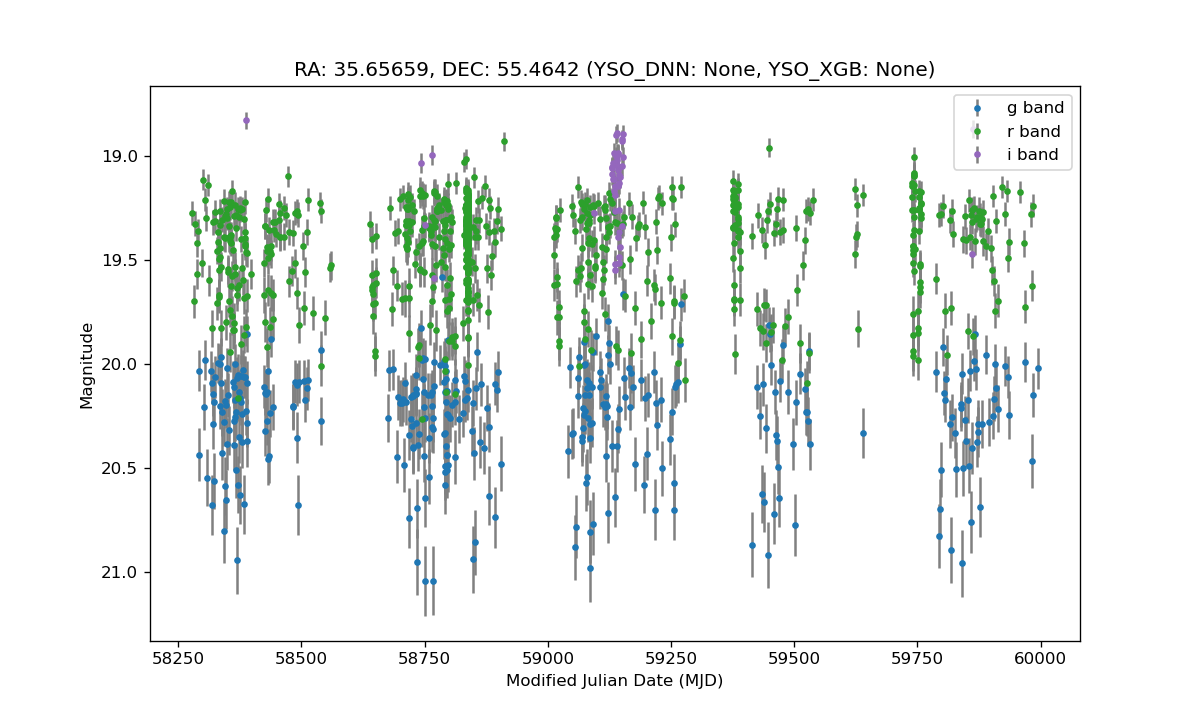 RA: 35.65659, DEC: 55.4642 (YSO_DNN: None, YSO_XGB: None)
g band
r band
i band
19.0
19.5
20.0
20.5
21.0
Magnitude
58250 58500 58750 59000 59250 59500 59750 60000
Modified Julian Date (MJD)